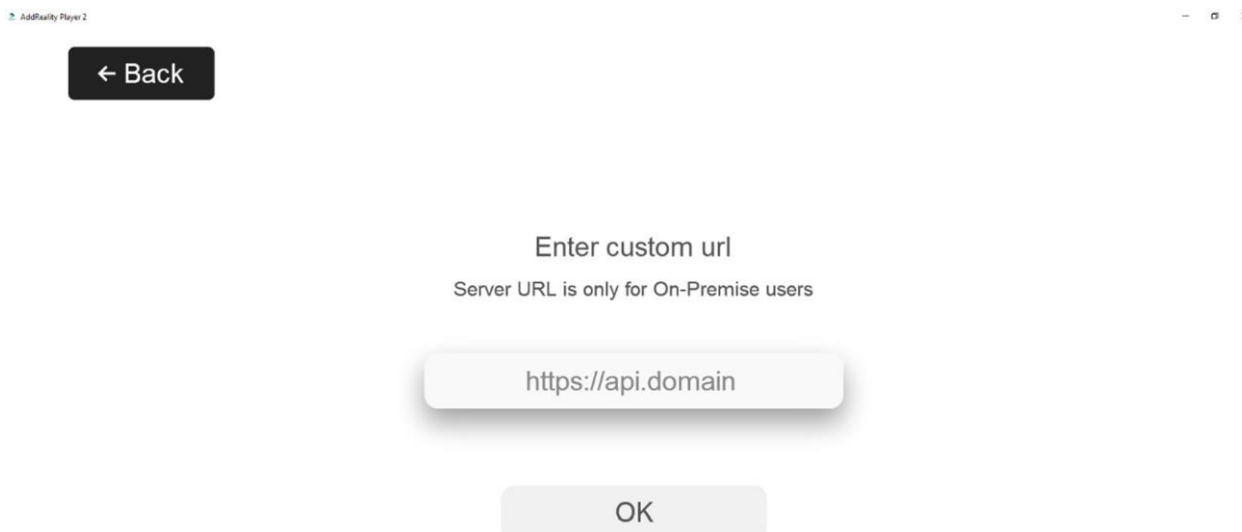 AddReality Player 2
← Back
Enter custom url
Server URL is only for On-Premise users
https://api.domain
OK